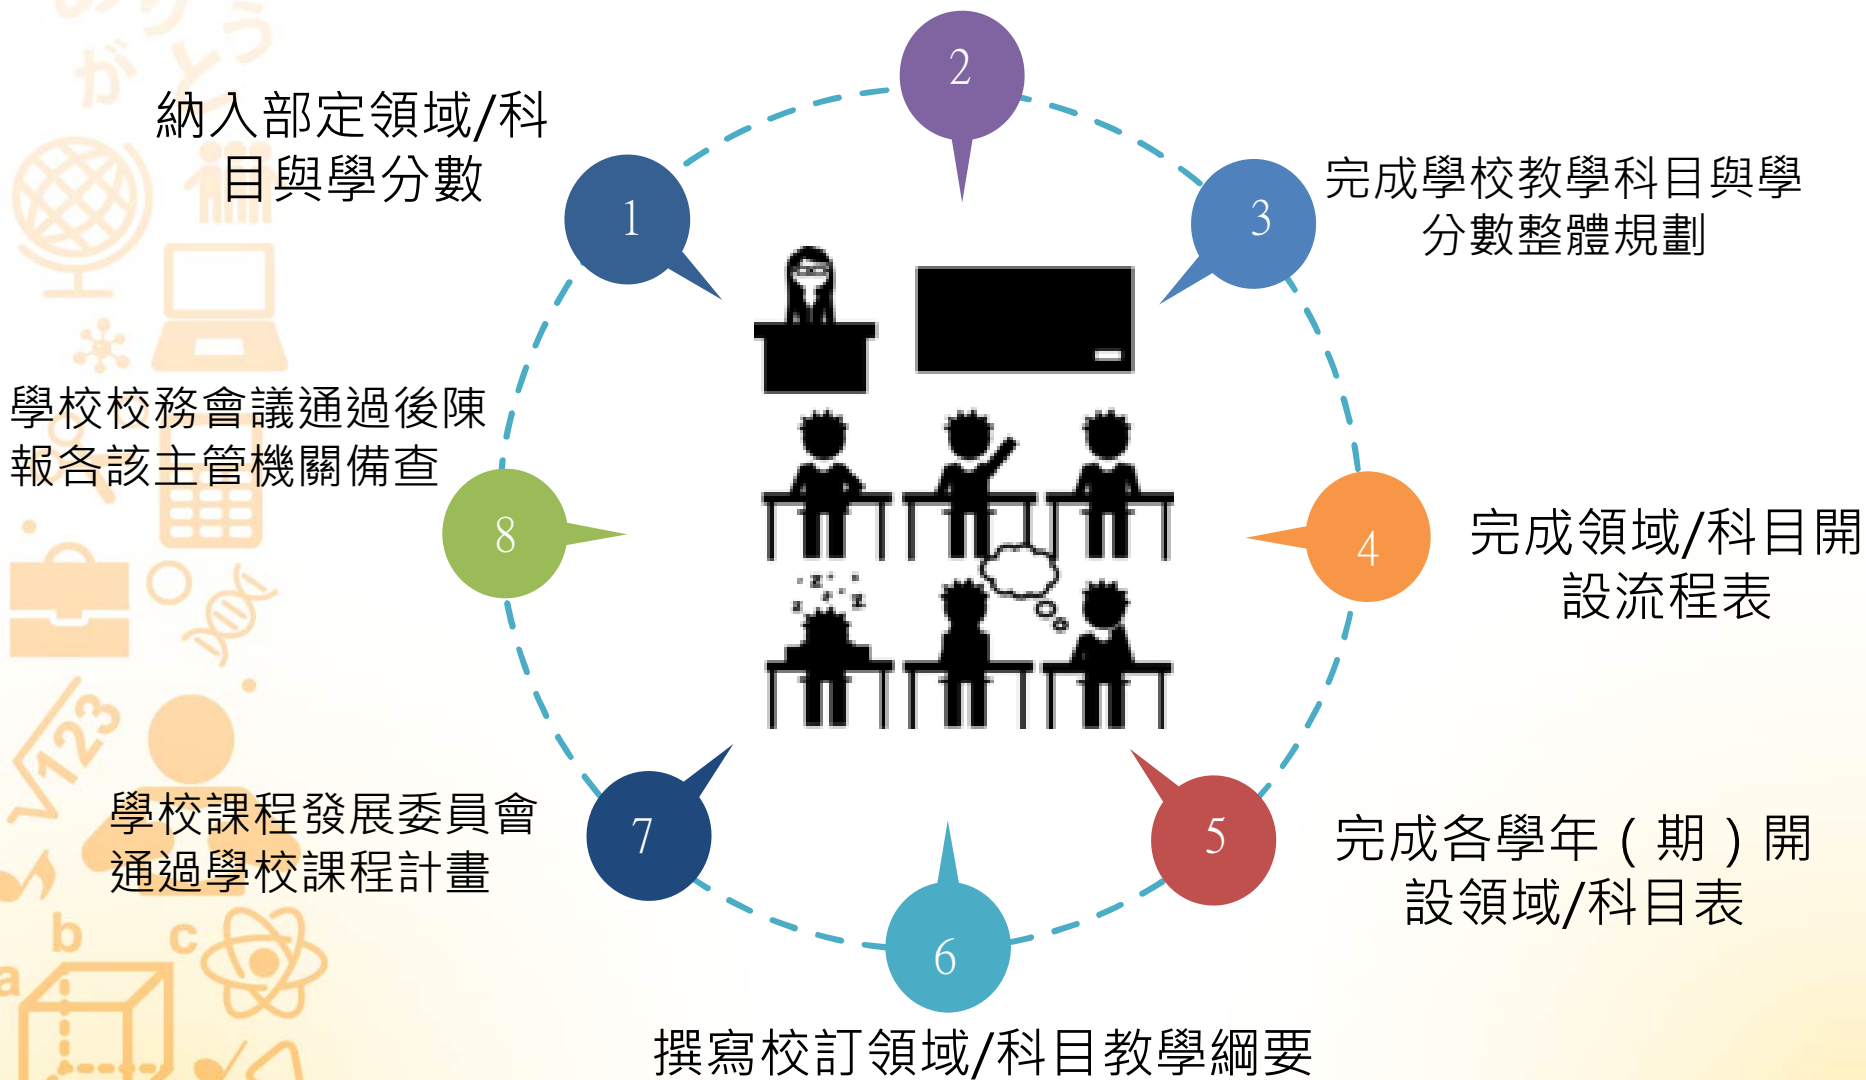 2
納入部定領域/科
目與學分數
1
3
完成學校教學科目與學
分數整體規劃
學校校務會議通過後陳
報各該主管機關備查
8
4
完成領域/科目開
設流程表
學校課程發展委員會
通過學校課程計畫
7
5
完成各學年（期）開
設領域/科目表
6
撰寫校訂領域/科目教學綱要
が
とう
z z
z z z
√123
b
c
a